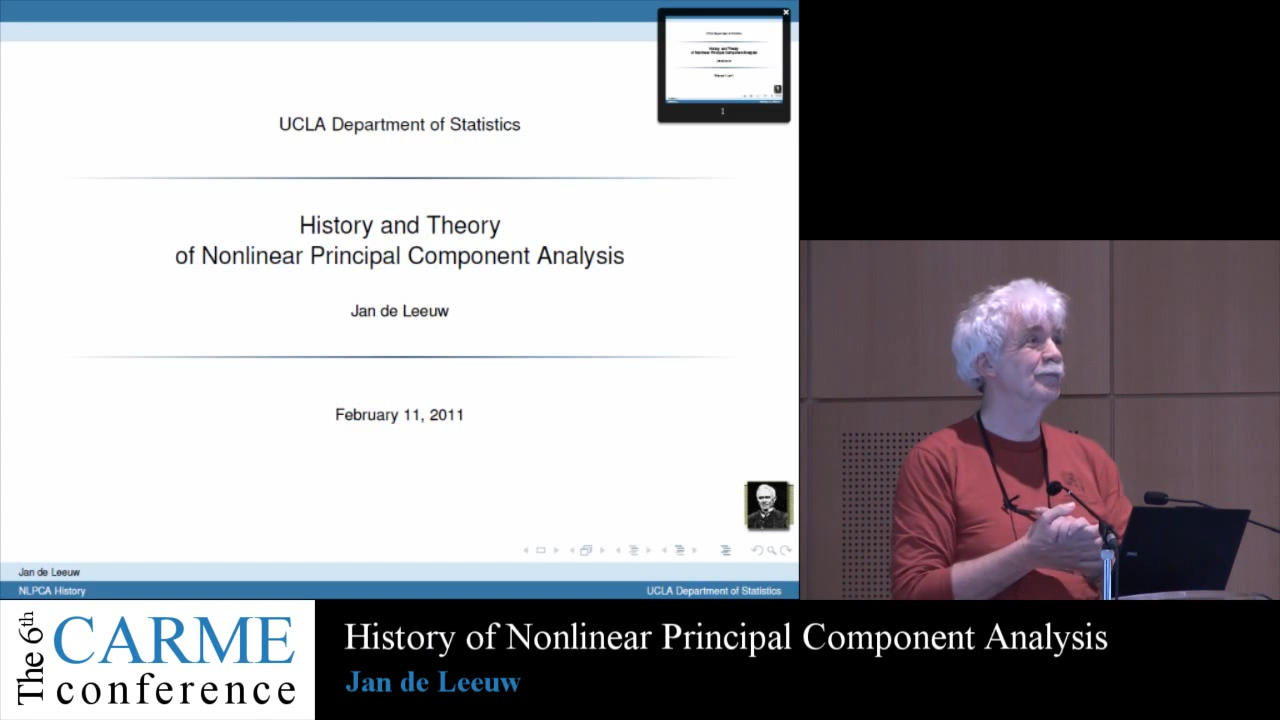 UCLA Department of Statistics
History and Theory
of Nonlinear Principal Component Analysis
Jan de Leeuw
February 11, 2011
1
Jan de Leeuw
NLPCA History
UCLA Department of Statistics
The 6th
CARME
conference
History of Nonlinear Principal Component Analysis
Jan de Leeuw